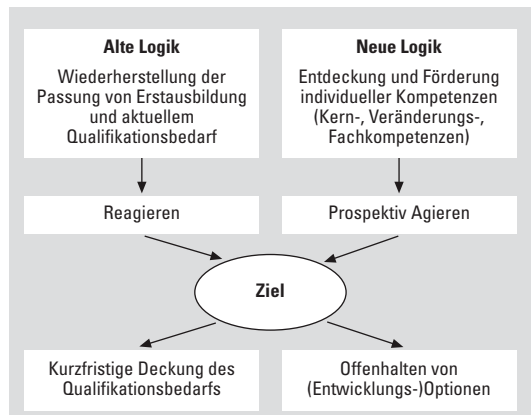 Alte Logik
Wiederherstellung der
Passung von Erstausbildung
und aktuellem
Qualifikationsbedarf
Neue Logik
Entdeckung und Förderung
individueller Kompetenzen
(Kern-, Veränderungs-,
Fachkompetenzen)
Reagieren
Prospektiv Agieren
Ziel
Kurzfristige Deckung des
Qualifikationsbedarfs
Offenhalten von
(Entwicklungs-)Optionen